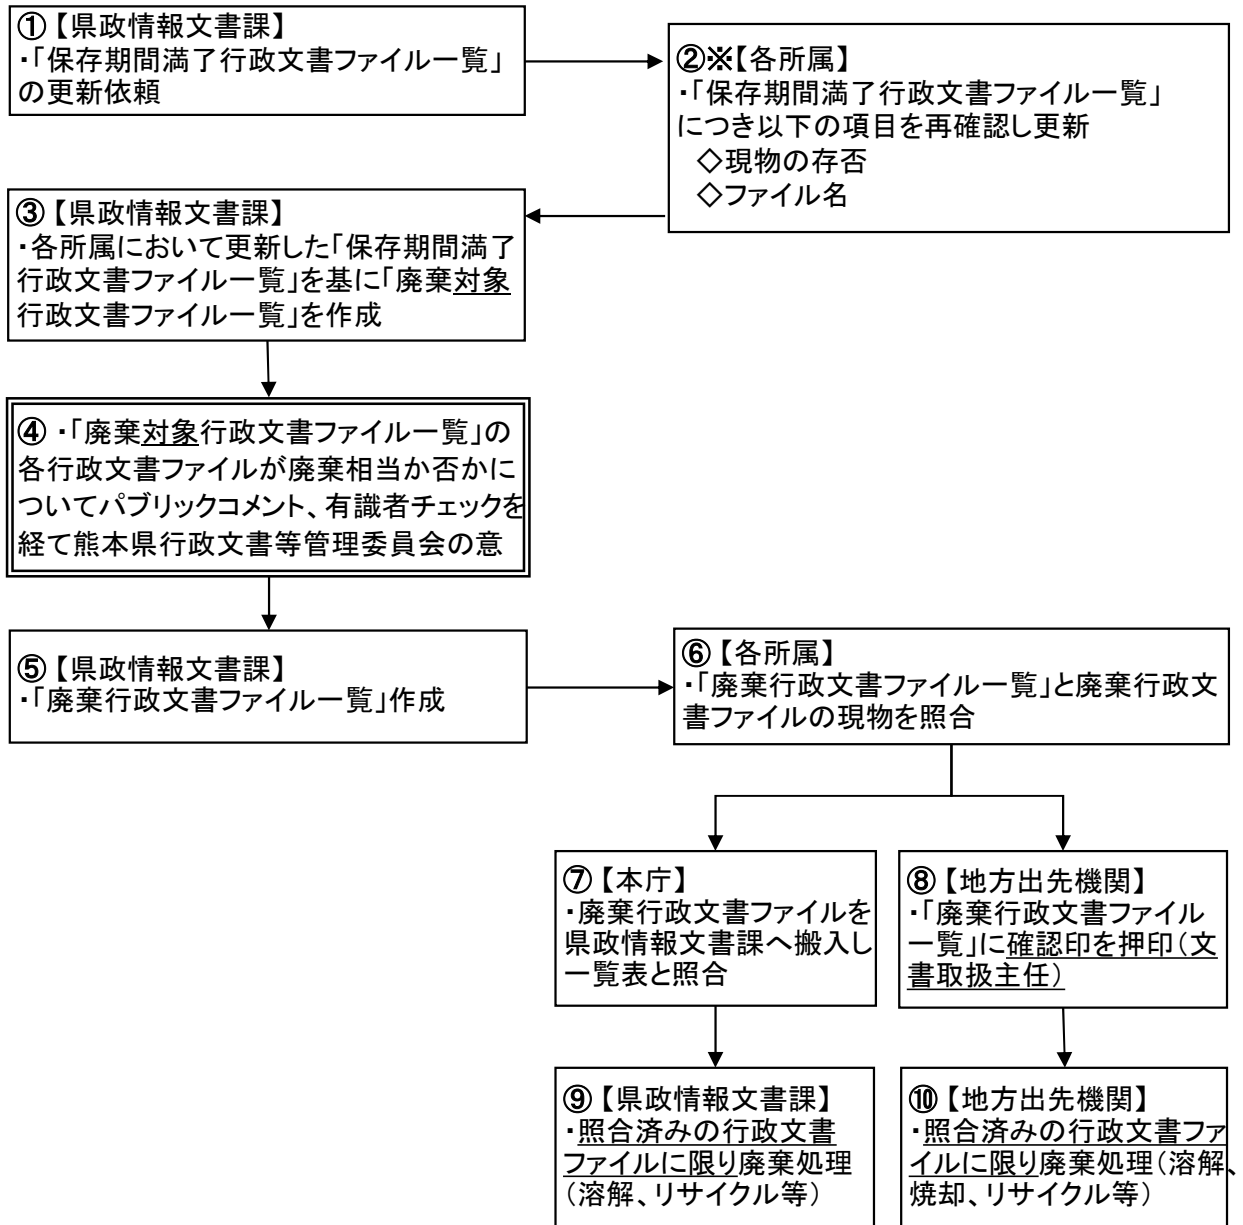 ①【県政情報文書課】
・「保存期間満了行政文書ファイル一覧」
の更新依頼
②※【各所属】
・「保存期間満了行政文書ファイル一覧」
につき以下の項目を再確認し更新
◇現物の存否
◇ファイル名
③【県政情報文書課】
・各所属において更新した「保存期間満了
行政文書ファイル一覧」を基に「廃棄対象
行政文書ファイル一覧」を作成
④・「廃棄対象行政文書ファイル一覧」の
各行政文書ファイルが廃棄相当か否かに
ついてパブリックコメント、有識者チェックを
経て熊本県行政文書等管理委員会の意
⑤【県政情報文書課】
・「廃棄行政文書ファイル一覧」作成
⑥【各所属】
・「廃棄行政文書ファイル一覧」と廃棄行政文
書ファイルの現物を照合
⑦【本庁】
・廃棄行政文書ファイルを
県政情報文書課へ搬入し
一覧表と照合
⑧【地方出先機関】
・「廃棄行政文書ファイル
一覧」に確認印を押印（文
書取扱主任）
⑨【県政情報文書課】
・照合済みの行政文書
ファイルに限り廃棄処理
（溶解、リサイクル等）
⑩【地方出先機関】
・照合済みの行政文書ファ
イルに限り廃棄処理（溶解、
焼却、リサイクル等）